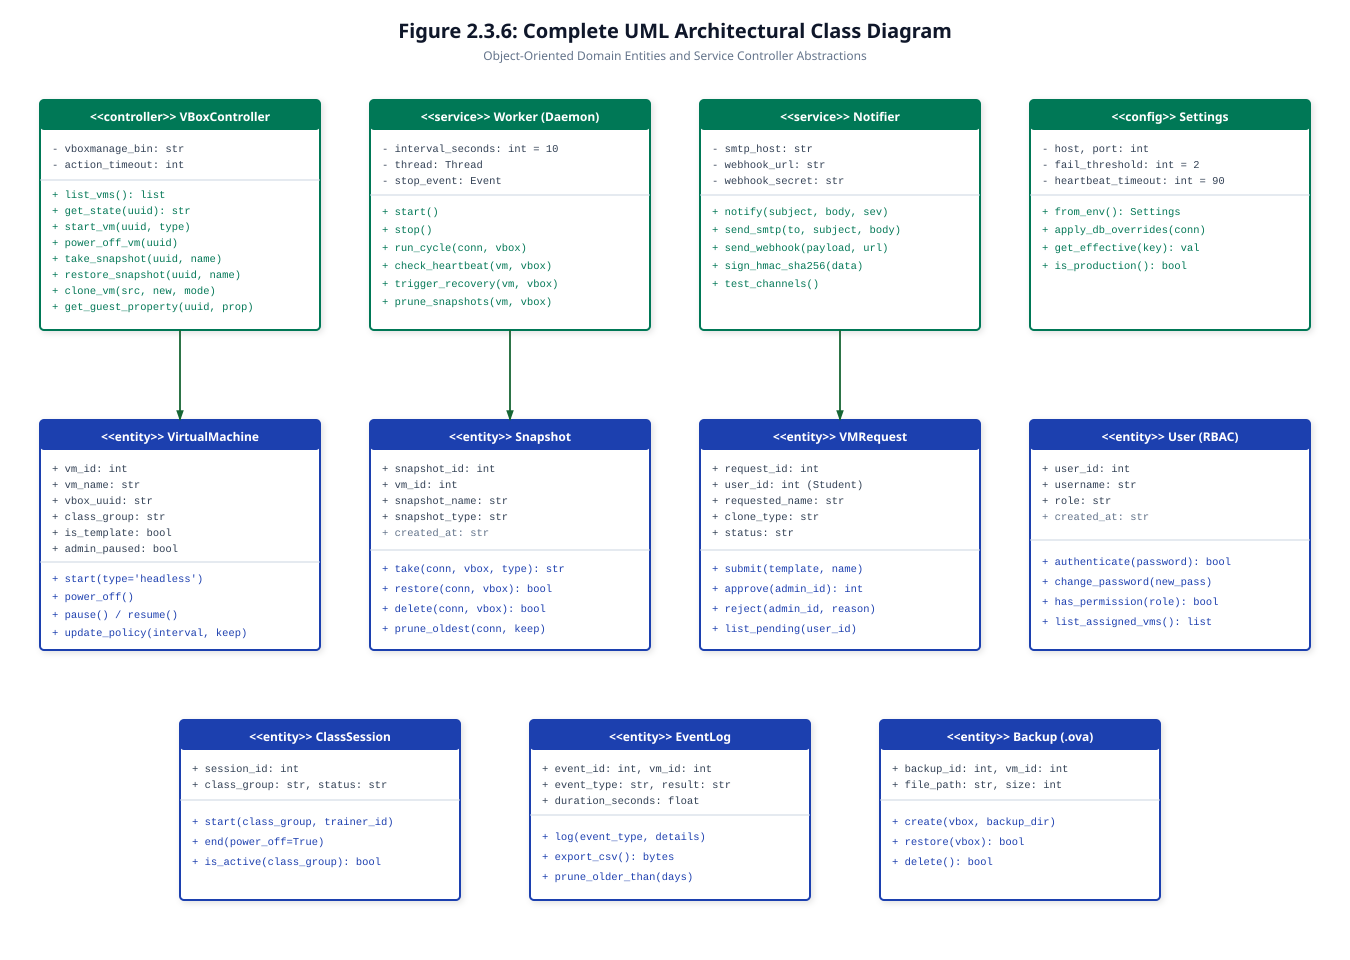 Figure 2.3.6: Complete UML Architectural Class Diagram
Object-Oriented Domain Entities and Service Controller Abstractions
<<controller>> VBoxController
- vboxmanage_bin: str
- action_timeout: int
+ list_vms(): list
+ get_state(uuid): str
+ start_vm(uuid, type)
+ power_off_vm(uuid)
+ take_snapshot(uuid, name)
+ restore_snapshot(uuid, name)
+ clone_vm(src, new, mode)
+ get_guest_property(uuid, prop)
<<service>> Worker (Daemon)
- interval_seconds: int = 10
- thread: Thread
- stop_event: Event
+ start()
+ stop()
+ run_cycle(conn, vbox)
+ check_heartbeat(vm, vbox)
+ trigger_recovery(vm, vbox)
+ prune_snapshots(vm, vbox)
<<service>> Notifier
- smtp_host: str
- webhook_url: str
- webhook_secret: str
+ notify(subject, body, sev)
+ send_smtp(to, subject, body)
+ send_webhook(payload, url)
+ sign_hmac_sha256(data)
+ test_channels()
<<config>> Settings
- host, port: int
- fail_threshold: int = 2
- heartbeat_timeout: int = 90
+ from_env(): Settings
+ apply_db_overrides(conn)
+ get_effective(key): val
+ is_production(): bool
<<entity>> VirtualMachine
+ vm_id: int
+ vm_name: str
+ vbox_uuid: str
+ class_group: str
+ is_template: bool
+ admin_paused: bool
+ start(type='headless')
+ power_off()
+ pause() / resume()
+ update_policy(interval, keep)
<<entity>> Snapshot
+ snapshot_id: int
+ vm_id: int
+ snapshot_name: str
+ snapshot_type: str
+ created_at: str
+ take(conn, vbox, type): str
+ restore(conn, vbox): bool
+ delete(conn, vbox): bool
+ prune_oldest(conn, keep)
<<entity>> VMRequest
+ request_id: int
+ user_id: int (Student)
+ requested_name: str
+ clone_type: str
+ status: str
+ submit(template, name)
+ approve(admin_id): int
+ reject(admin_id, reason)
+ list_pending(user_id)
<<entity>> User (RBAC)
+ user_id: int
+ username: str
+ role: str
+ created_at: str
+ authenticate(password): bool
+ change_password(new_pass)
+ has_permission(role): bool
+ list_assigned_vms(): list
<<entity>> ClassSession
+ session_id: int
+ class_group: str, status: str
+ start(class_group, trainer_id)
+ end(power_off=True)
+ is_active(class_group): bool
<<entity>> EventLog
+ event_id: int, vm_id: int
+ event_type: str, result: str
+ duration_seconds: float
+ log(event_type, details)
+ export_csv(): bytes
+ prune_older_than(days)
<<entity>> Backup (.ova)
+ backup_id: int, vm_id: int
+ file_path: str, size: int
+ create(vbox, backup_dir)
+ restore(vbox): bool
+ delete(): bool